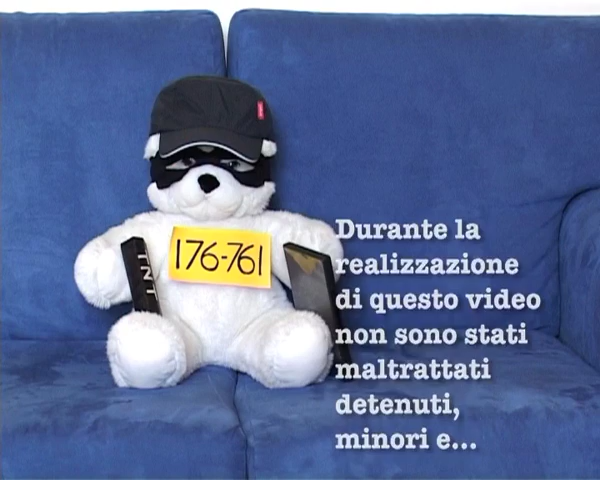 176-761
TNT
Durante la
realizzazione
di questo video
non sono stati
maltrattati
detenuti,
minori e...